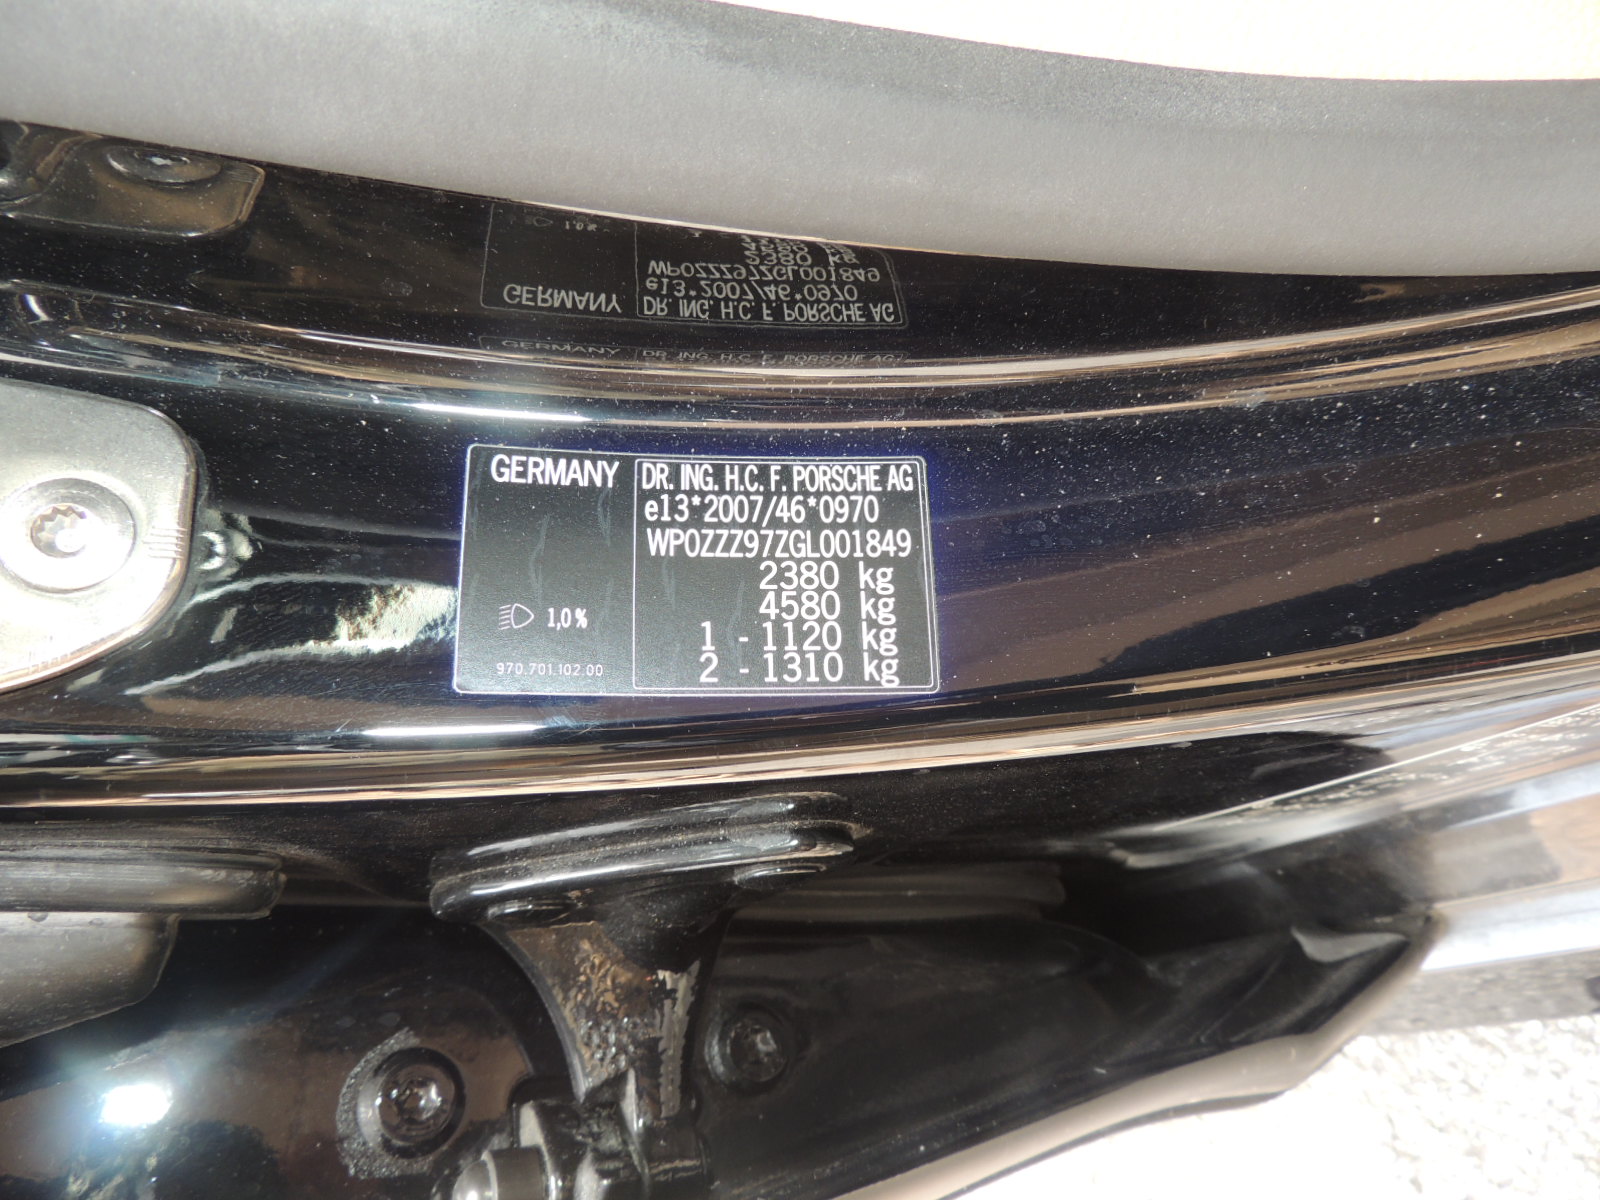 GERMANY
1,0%
970.701.102.00
DR. ING. H.C. F. PORSCHE AG
e13*2007/46*0970
WP0ZZZ97ZGL001849
2380 kg
4580 kg
1 - 1120 kg
2 - 1310 kg